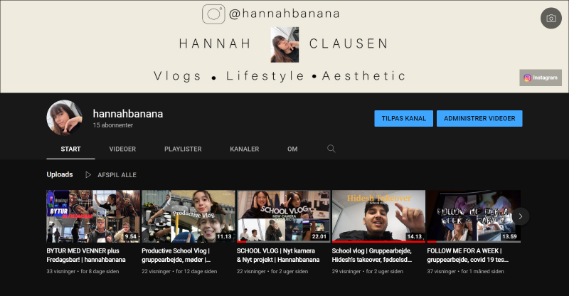 @hannahbanana
HANNAH CLAUSEN
Vlogs • Lifestyle • Aesthetic
Instagram
hannahbanana
15 abonnenter
TILPAS KANAL
ADMINISTRER VIDEOER
START VIDEOER PLAYLISTER KANALER OM
Uploads AFSPIL ALLE
BYTUR
9.54
Productive vlog
11.13
SCHOOL VLOG
22.01
Hidesh Takeover
14.13
FOLLOW ME FOR A WEEK
13.59
BYTUR MED VENNER plus
Fredagsbar! | hannahbanana
33 visninger • for 8 dage siden
Productive School Vlog |
gruppearbejde, møder |...
22 visninger • for 12 dage siden
SCHOOL VLOG | Nyt kamera
& Nyt projekt | Hannahbanana
22 visninger • for 2 uger siden
School vlog | Gruppearbejde,
Hidesh's takeover, fødselsd...
29 visninger • for 2 uger siden
FOLLOW ME FOR A WEEK |
gruppearbejde, covid 19 tes...
37 visninger • for 1 måned siden